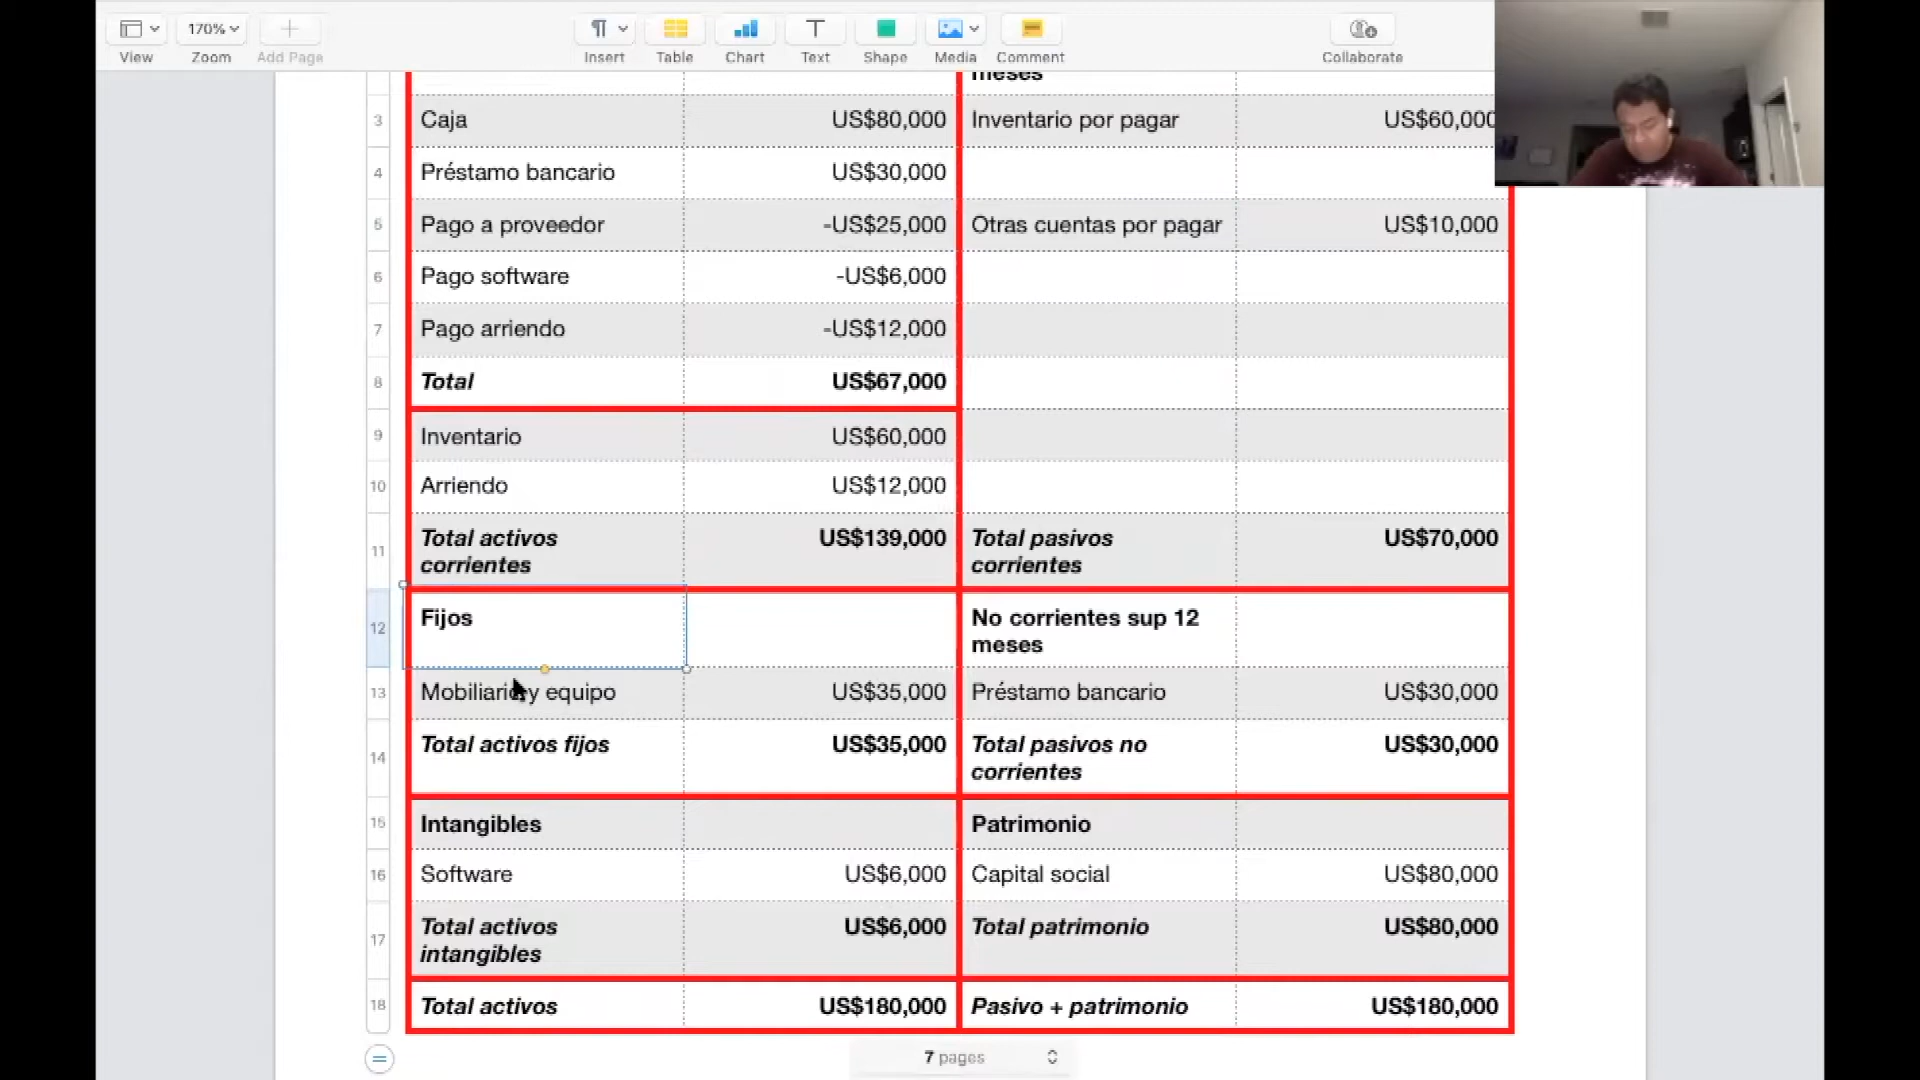 170%
View
Zoom
Add Page
Insert
Table
Chart
Text
Shape
Media
Comment
Collaborate
meses
3 Caja US$80,000 Inventario por pagar US$60,000
4 Préstamo bancario US$30,000
5 Pago a proveedor -US$25,000 Otras cuentas por pagar US$10,000
6 Pago software -US$6,000
7 Pago arriendo -US$12,000
8 Total US$67,000
9 Inventario US$60,000
10 Arriendo US$12,000
11 Total activos corrientes US$139,000 Total pasivos corrientes US$70,000
12 Fijos No corrientes sup 12 meses
13 Mobiliario y equipo US$35,000 Préstamo bancario US$30,000
14 Total activos fijos US$35,000 Total pasivos no corrientes US$30,000
15 Intangibles Patrimonio
16 Software US$6,000 Capital social US$80,000
17 Total activos intangibles US$6,000 Total patrimonio US$80,000
18 Total activos US$180,000 Pasivo + patrimonio US$180,000
7 pages